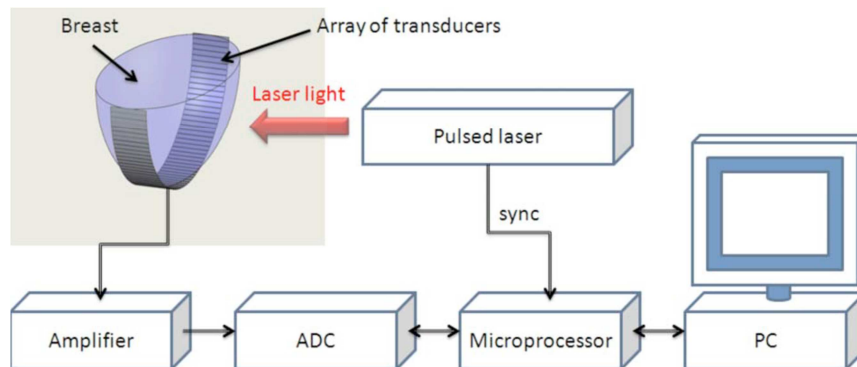 Breast
Array of transducers
Laser light
Pulsed laser
sync
Amplifier
ADC
Microprocessor
PC